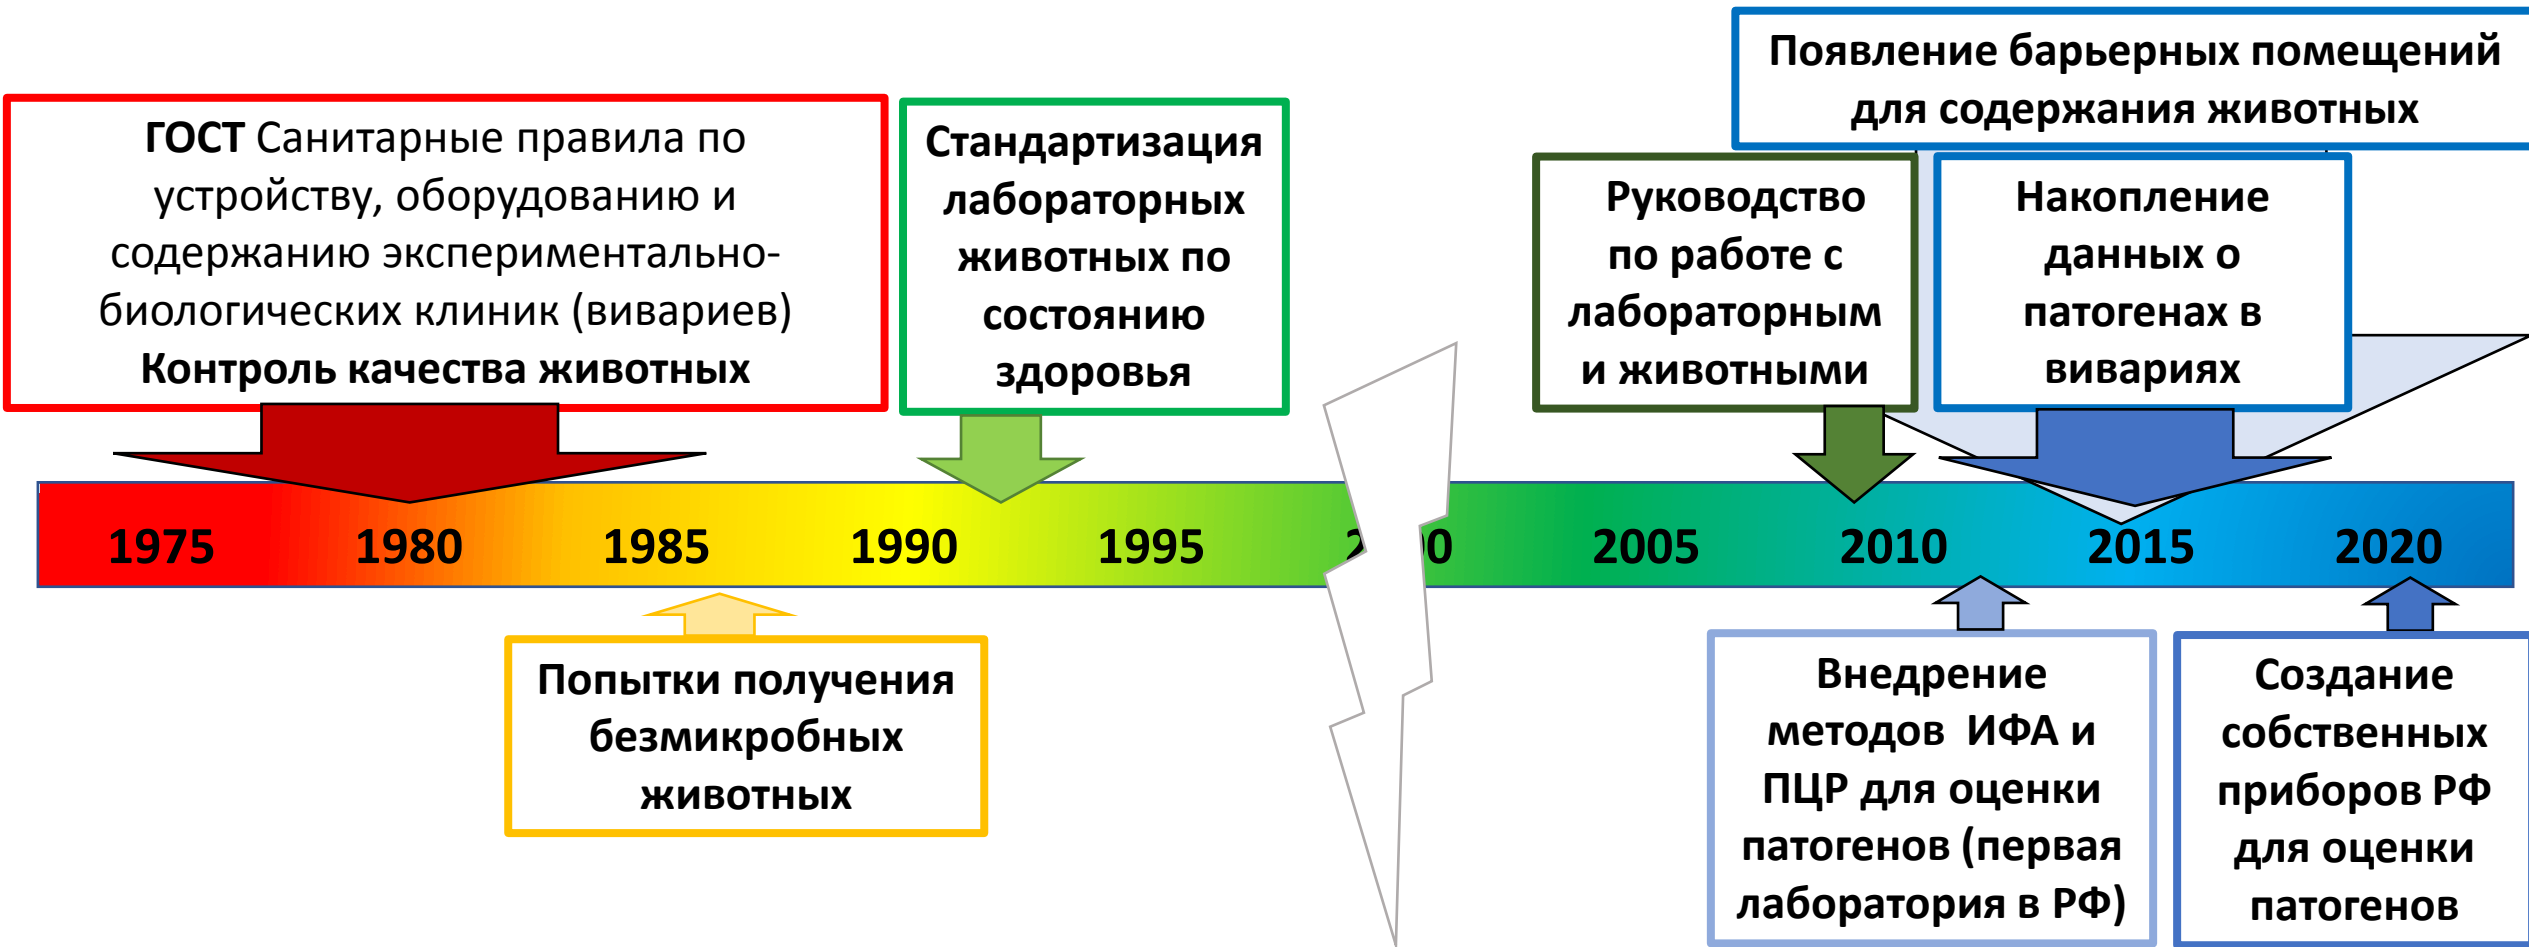 Появление барьерных помещений
для содержания животных
ГОСТ Санитарные правила по
устройству, оборудованию и
содержанию экспериментально-
биологических клиник (вивариев)
Контроль качества животных
Стандартизация
лабораторных
животных по
состоянию
здоровья
Руководство
по работе с
лабораторным
и животными
Накопление
данных о
патогенах в
вивариях
1975 1980 1985 1990 1995 2005 2010 2015 2020
Попытки получения
безмикробных
животных
Внедрение
методов ИФА и
ПЦР для оценки
патогенов (первая
лаборатория в РФ)
Создание
собственных
приборов РФ
для оценки
патогенов